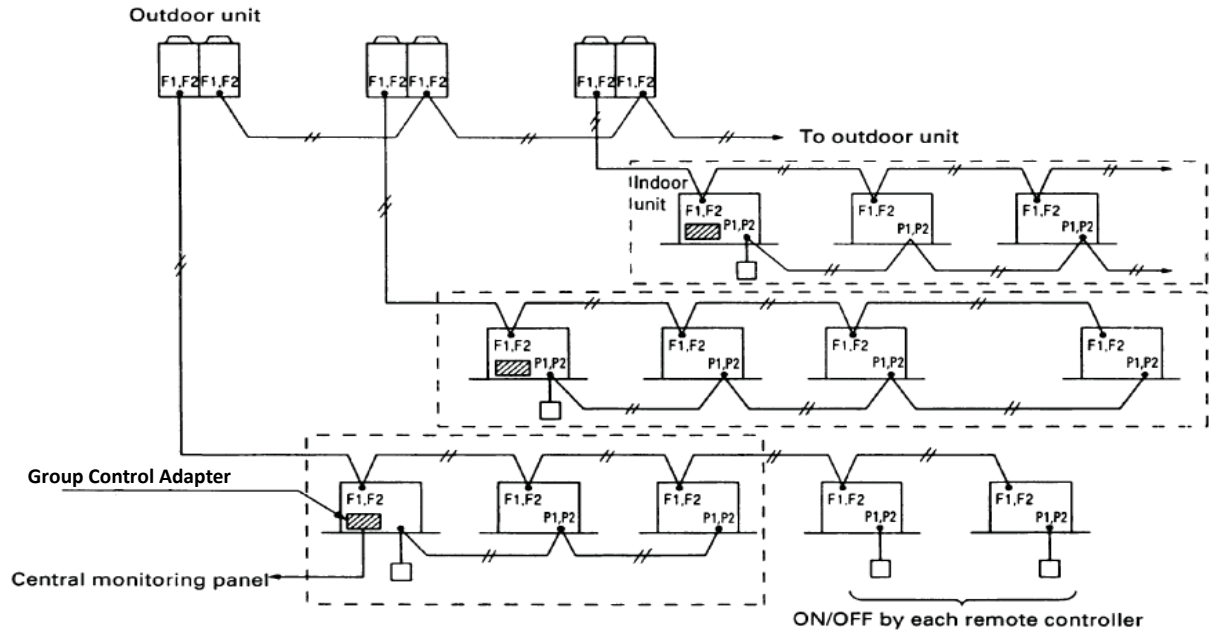 Outdoor unit
F1,F2 F1,F2
F1,F2 F1,F2
F1,F2 F1,F2
To outdoor unit
Indoor
unit
F1,F2
P1,P2
F1,F2
P1,P2
F1,F2
P1,P2
F1,F2
P1,P2
F1,F2
P1,P2
F1,F2
P1,P2
F1,F2
P1,P2
Group Control Adapter
F1,F2
F1,F2
P1,P2
F1,F2
P1,P2
F1,F2
P1,P2
F1,F2
P1,P2
Central monitoring panel
ON/OFF by each remote controller